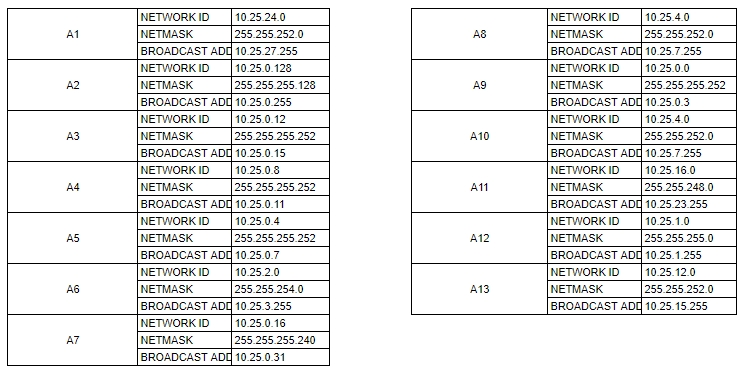 A1
NETWORK ID 10.25.24.0
NETMASK 255.255.252.0
BROADCAST ADD 10.25.27.255
A2
NETWORK ID 10.25.0.128
NETMASK 255.255.255.128
BROADCAST ADD 10.25.0.255
A3
NETWORK ID 10.25.0.12
NETMASK 255.255.255.252
BROADCAST ADD 10.25.0.15
A4
NETWORK ID 10.25.0.8
NETMASK 255.255.255.252
BROADCAST ADD 10.25.0.11
A5
NETWORK ID 10.25.0.4
NETMASK 255.255.255.252
BROADCAST ADD 10.25.0.7
A6
NETWORK ID 10.25.2.0
NETMASK 255.255.254.0
BROADCAST ADD 10.25.3.255
A7
NETWORK ID 10.25.0.16
NETMASK 255.255.255.240
BROADCAST ADD 10.25.0.31
A8
NETWORK ID 10.25.4.0
NETMASK 255.255.252.0
BROADCAST ADD 10.25.7.255
A9
NETWORK ID 10.25.0.0
NETMASK 255.255.255.252
BROADCAST ADD 10.25.0.3
A10
NETWORK ID 10.25.4.0
NETMASK 255.255.252.0
BROADCAST ADD 10.25.7.255
A11
NETWORK ID 10.25.16.0
NETMASK 255.255.248.0
BROADCAST ADD 10.25.23.255
A12
NETWORK ID 10.25.1.0
NETMASK 255.255.255.0
BROADCAST ADD 10.25.1.255
A13
NETWORK ID 10.25.12.0
NETMASK 255.255.252.0
BROADCAST ADD 10.25.15.255